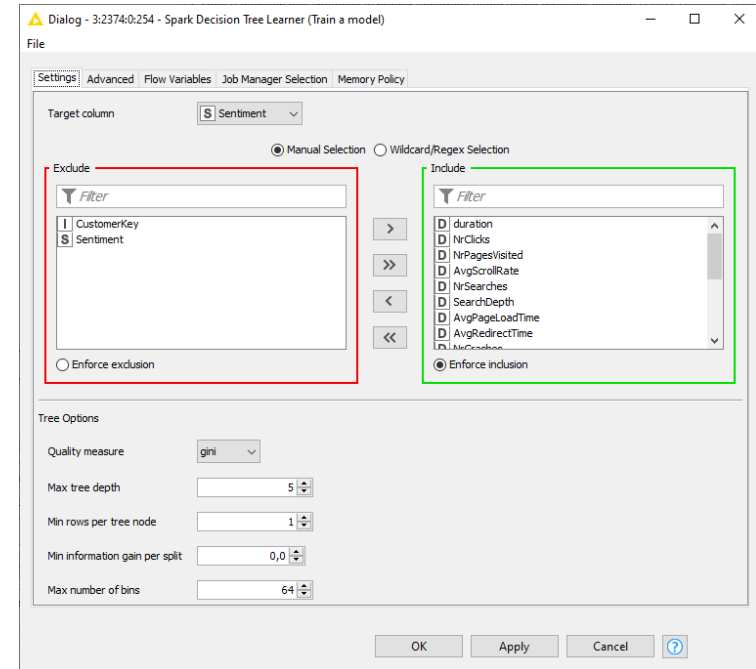 Dialog - 3:2374:0:254 - Spark Decision Tree Learner (Train a model)
File
Settings Advanced Flow Variables Job Manager Selection Memory Policy
Target column S Sentiment
Manual Selection Wildcard/Regex Selection
Exclude
Filter
I CustomerKey
S Sentiment
Enforce exclusion
>
>>
<
<<
Include
Filter
D duration
D NrClicks
D NrPagesVisited
D AvgScrollRate
D NrSearches
D SearchDepth
D AvgPageLoadTime
D AvgRedirectTime
D NrCrashes
Enforce inclusion
Tree Options
Quality measure gini
Max tree depth 5
Min rows per tree node 1
Min information gain per split 0,0
Max number of bins 64
OK Apply Cancel ?